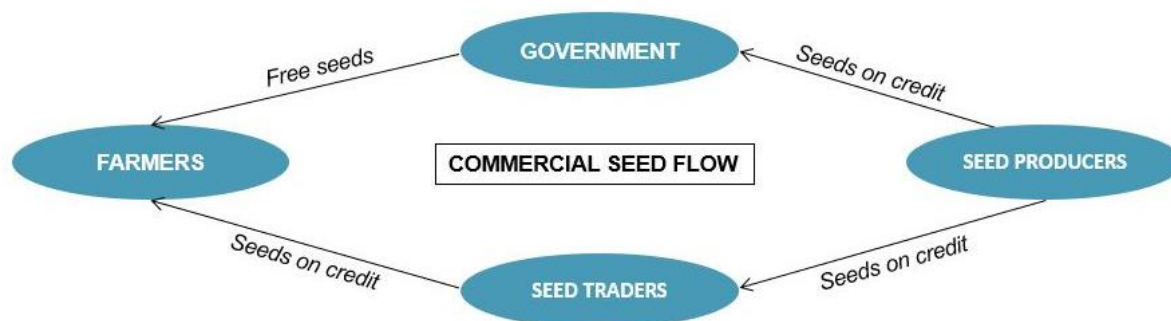 GOVERNMENT
Free seeds
Seeds on credit
FARMERS
COMMERCIAL SEED FLOW
SEED PRODUCERS
Seeds on credit
Seeds on credit
SEED TRADERS